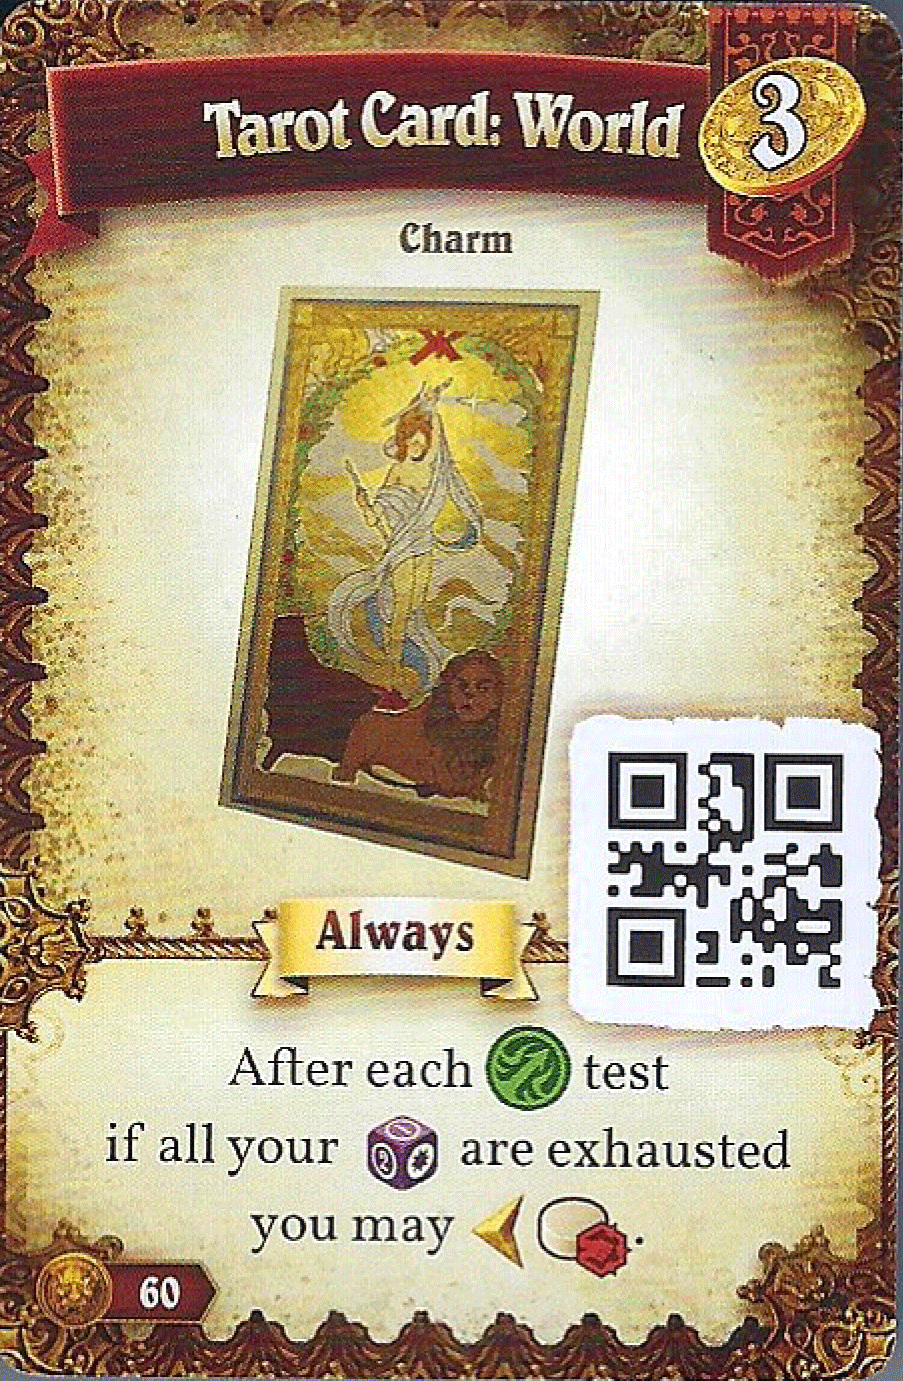 Tarot Card: World
3
Charm
Always
After each test
if all your are exhausted
you may .
60